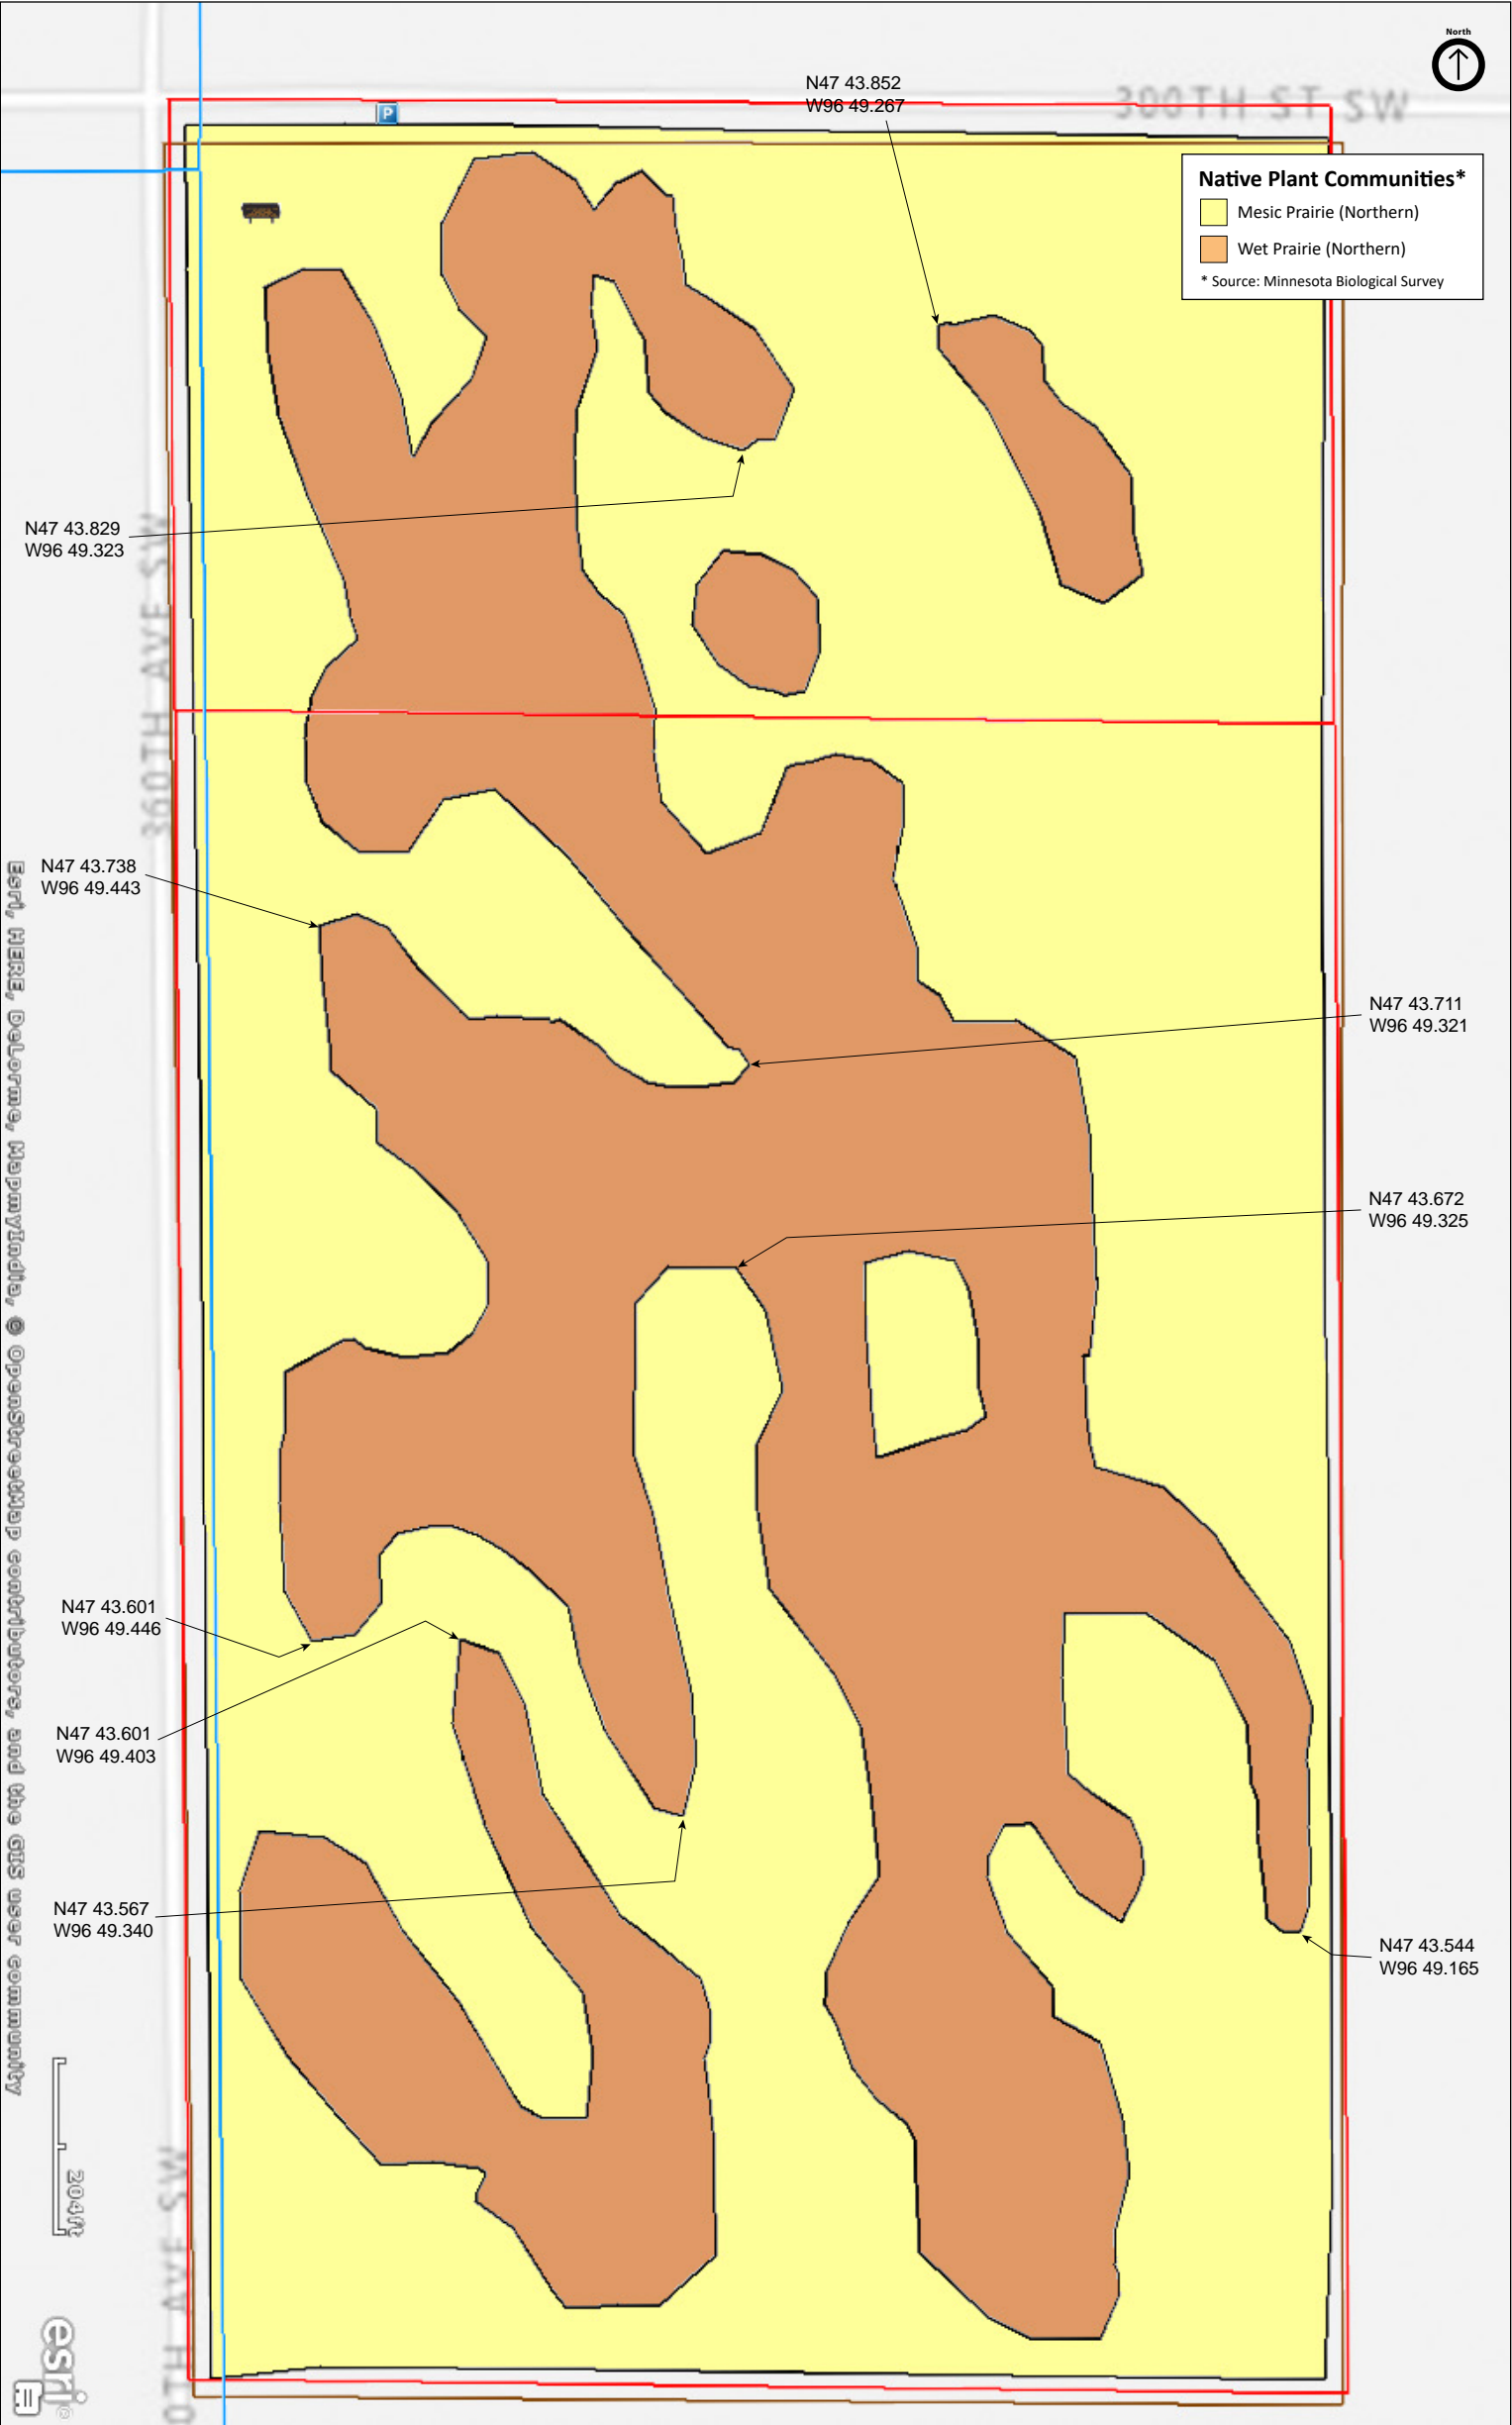 North
N47 43.852
W96 49.267
300TH ST SW
P
Native Plant Communities*
Mesic Prairie (Northern)
Wet Prairie (Northern)
* Source: Minnesota Biological Survey
N47 43.829
W96 49.323
360TH AVE SW
N47 43.738
W96 49.443
N47 43.711
W96 49.321
N47 43.672
W96 49.325
N47 43.601
W96 49.446
N47 43.601
W96 49.403
N47 43.567
W96 49.340
N47 43.544
W96 49.165
Esri, HERE, DeLorme, MapmyIndia, © OpenStreetMap contributors, and the GIS user community
204ft
0TH AVE SW
esri